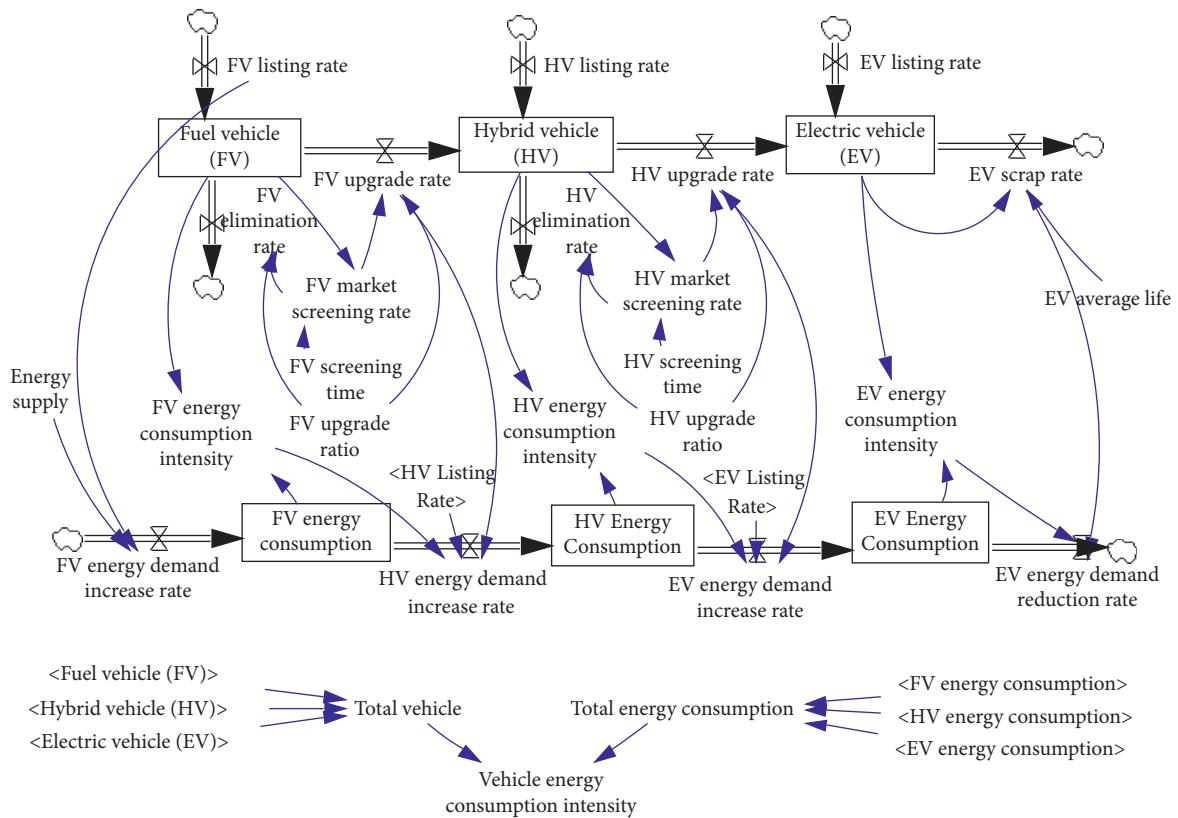 FV listing rate
HV listing rate
EV listing rate
Fuel vehicle
(FV)
Hybrid vehicle
(HV)
Electric vehicle
(EV)
FV upgrade rate
HV upgrade rate
EV scrap rate
FV
elimination
rate
HV
elimination
rate
FV market
screening rate
HV market
screening rate
EV average life
FV screening
time
HV screening
time
Energy
supply
FV energy
consumption
intensity
FV upgrade
ratio
HV energy
consumption
intensity
HV upgrade
ratio
EV energy
consumption
intensity
<HV Listing
Rate>
<EV Listing
Rate>
FV energy
consumption
HV Energy
Consumption
EV Energy
Consumption
FV energy demand
increase rate
HV energy demand
increase rate
EV energy demand
increase rate
EV energy demand
reduction rate
<Fuel vehicle (FV)>
<Hybrid vehicle (HV)>
<Electric vehicle (EV)>
Total vehicle
Total energy consumption
<FV energy consumption>
<HV energy consumption>
<EV energy consumption>
Vehicle energy
consumption intensity